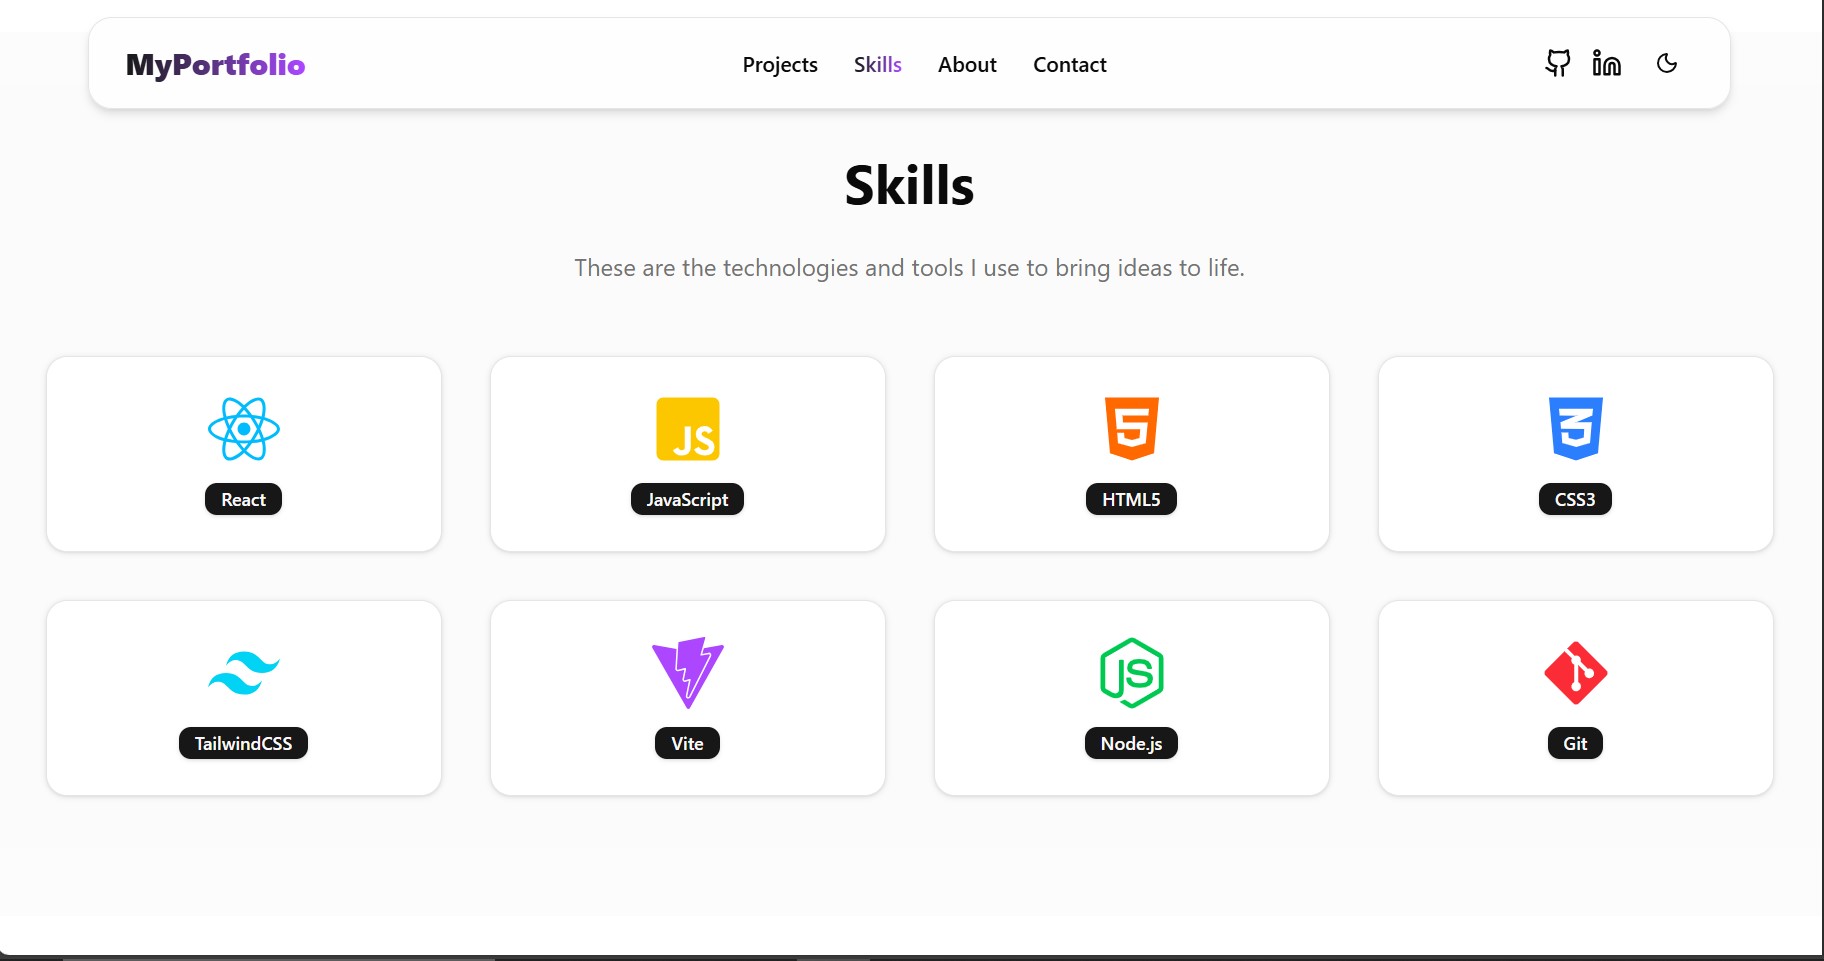 MyPortfolio
Projects Skills About Contact
Skills
These are the technologies and tools I use to bring ideas to life.
JS
React JavaScript HTML5 CSS3
JS
TailwindCSS Vite Node.js Git